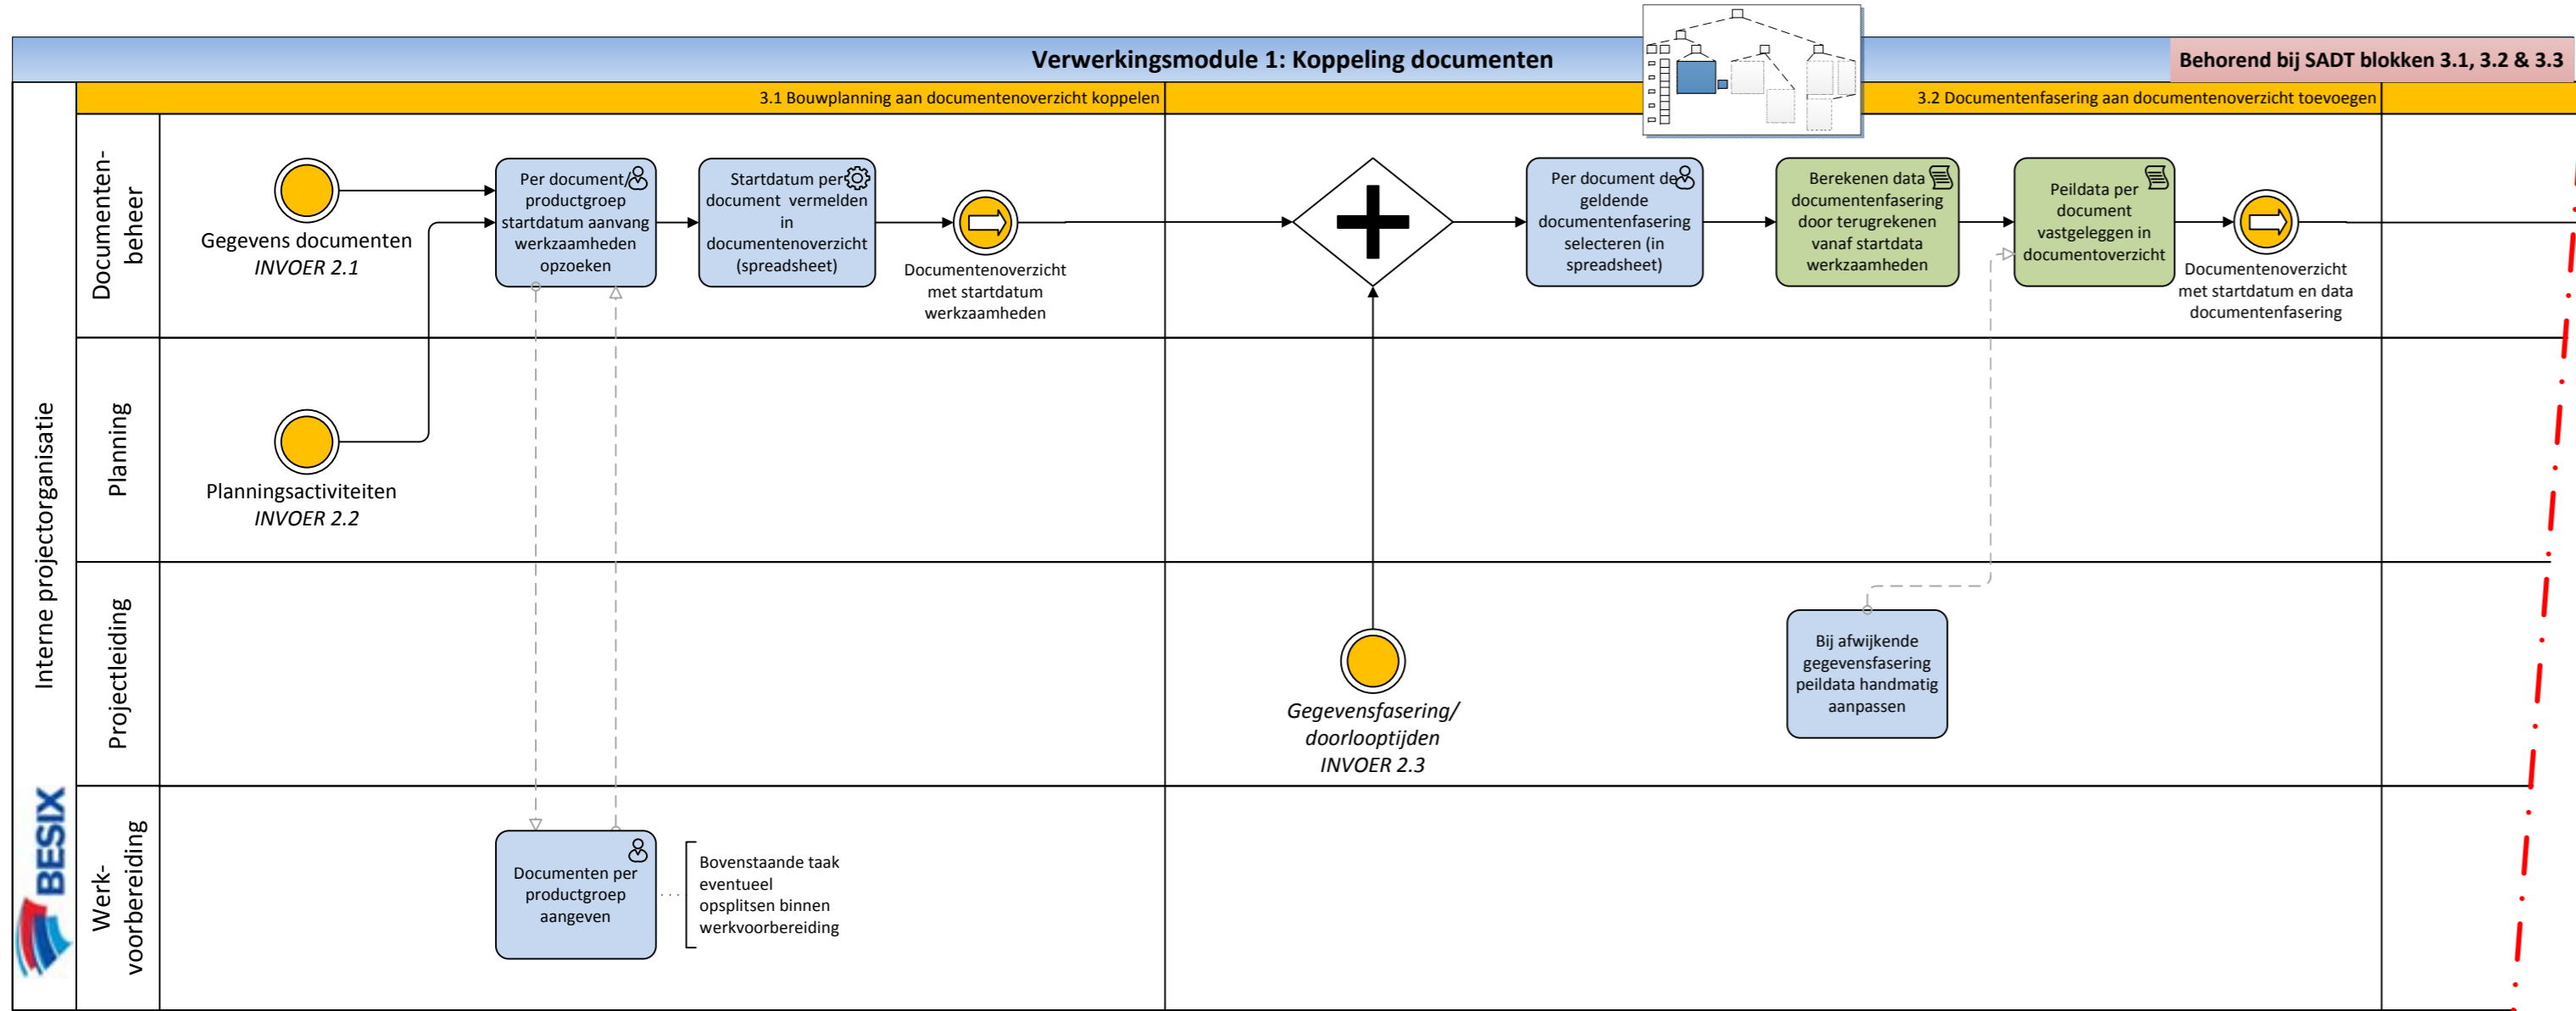 Verwerkingsmodule 1: Koppeling documenten
Behorend bij SADT blokken 3.1, 3.2 & 3.3
3.1 Bouwplanning aan documentenoverzicht koppelen
3.2 Documentenfasering aan documentenoverzicht toevoegen
Interne projectorganisatie
BESIX
Documenten-
beheer
Gegevens documenten
INVOER 2.1
Per document/
productgroep
startdatum aanvang
werkzaamheden
opzoeken
Startdatum per
document vermelden
in
documentenoverzicht
(spreadsheet)
Documentenoverzicht
met startdatum
werkzaamheden
Per document de
geldende
documentenfasering
selecteren (in
spreadsheet)
Berekenen data
documentenfasering
door terugrekenen
vanaf startdata
werkzaamheden
Peildata per
document
vastgeleggen in
documentoverzicht
Documentenoverzicht
met startdatum en data
documentenfasering
Planning
Planningsactiviteiten
INVOER 2.2
Projectleiding
Gegevensfasering/
doorlooptijden
INVOER 2.3
Bij afwijkende
gegevensfasering
peildata handmatig
aanpassen
Werk-
voorbereiding
Documenten per
productgroep
aangeven
Bovenstaande taak
eventueel
opsplitsen binnen
werkvoorbereiding